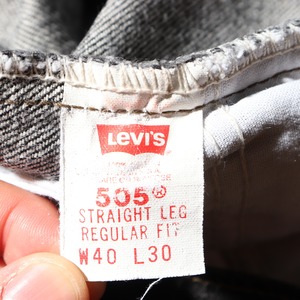 LEVI'S
505®
STRAIGHT LEG
REGULAR FIT
W40 L30